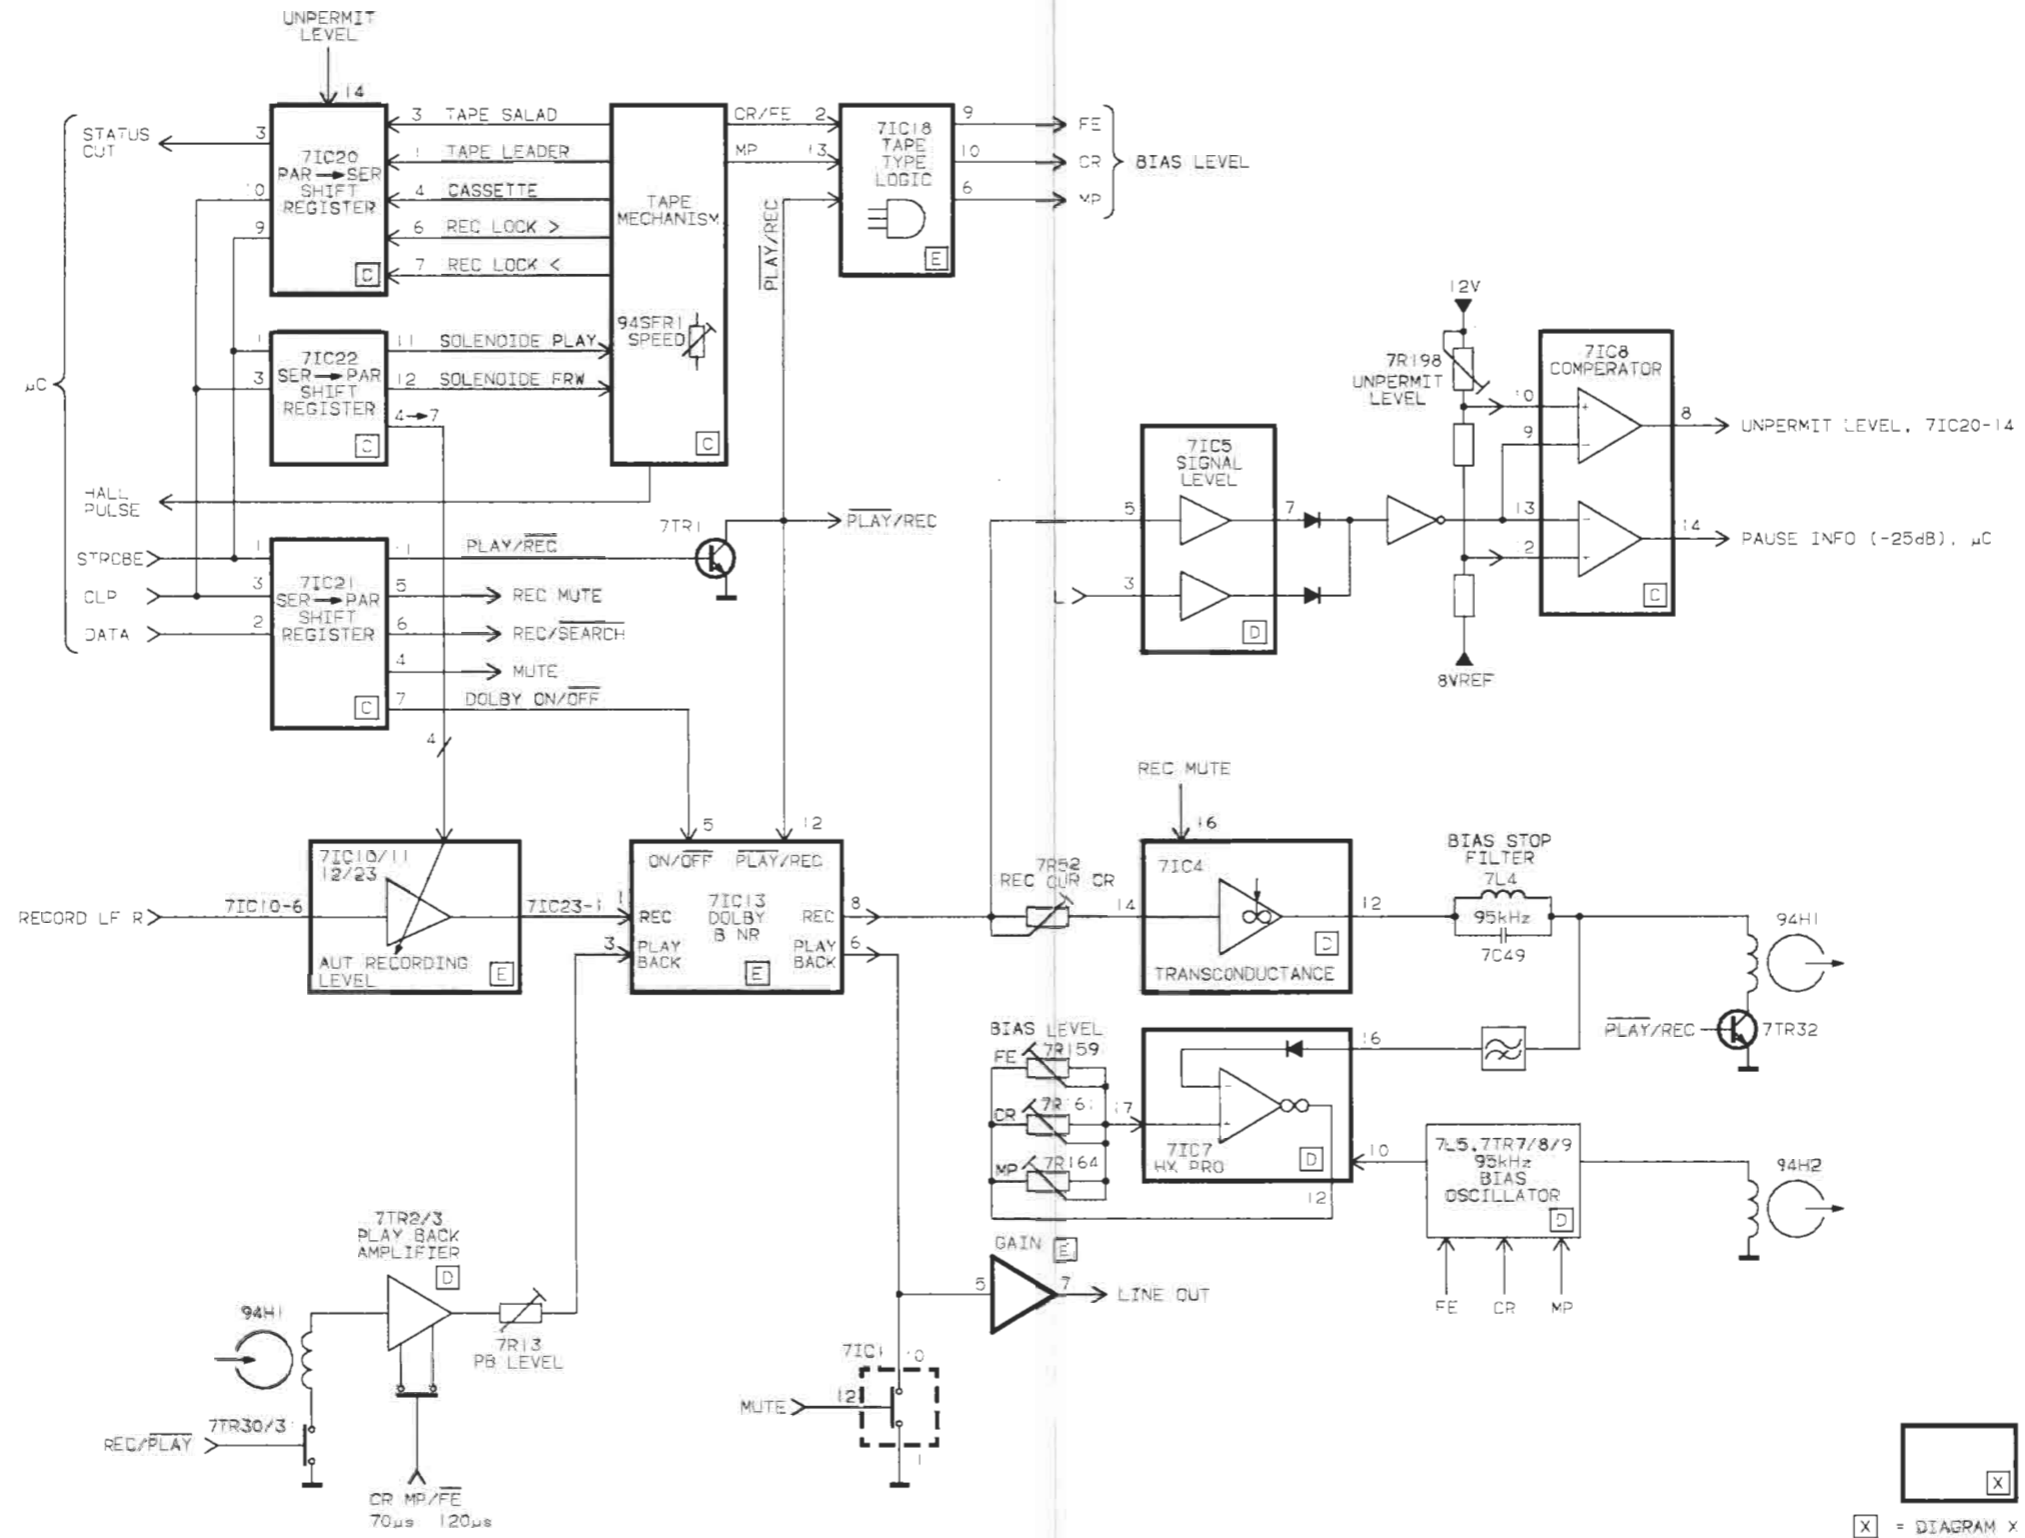 UNPERMIT
LEVEL
14
STATUS
OUT
3
10
9
7IC20
PAR → SER
SHIFT
REGISTER
C
3 TAPE SALAD
1 TAPE LEADER
4 CASSETTE
6 REC LOCK >
7 REC LOCK <
TAPE
MECHANISM
94SFR1
SPEED
C
CR/FE 2
MP 13
PLAY/REC
7IC18
TAPE
TYPE
LOGIC
E
9 FE
10 CR
6 MP
BIAS LEVEL
µC
1
3
7IC22
SER → PAR
SHIFT
REGISTER
C
11 SOLENOIDE PLAY
12 SOLENOIDE FRW
4→7
HALL
PULSE
STROBE
CLP
DATA
1
3
2
7IC21
SER → PAR
SHIFT
REGISTER
C
11 PLAY/REC
5 REC MUTE
6 REC/SEARCH
4 MUTE
7 DOLBY ON/OFF
7TR1
PLAY/REC
4
12V
7R198
UNPERMIT
LEVEL
8VREF
7IC5
SIGNAL
LEVEL
5
7
L
3
D
7IC8
COMPERATOR
10
9
13
12
C
8 UNPERMIT LEVEL, 7IC20-14
14 PAUSE INFO (-25dB), µC
RECORD LF R
7IC10-6
7IC10/11
12/23
AUT RECORDING
LEVEL
E
7IC23-1
1
3
5
12
ON/OFF PLAY/REC
7IC13
DOLBY
B NR
REC
PLAY
BACK
REC
PLAY
BACK
E
8
6
7R52
REC CUR CR
14
REC MUTE
16
7IC4
TRANSCONDUCTANCE
D
12
BIAS STOP
FILTER
7L4
95kHz
7C49
94H1
PLAY/REC
7TR32
BIAS LEVEL
FE 7R159
CR 7R161
MP 7R164
17
16
7IC7
HX PRO
D
10
12
7L5,7TR7/8/9
95kHz
BIAS
OSCILLATOR
D
FE CR MP
94H2
GAIN E
5
7
LINE OUT
7TR2/3
PLAY BACK
AMPLIFIER
D
94H1
7R13
PB LEVEL
REC/PLAY
7TR30/3
CR MP/FE
70µs 120µs
7IC1
10
MUTE
12
1
X
X = DIAGRAM X